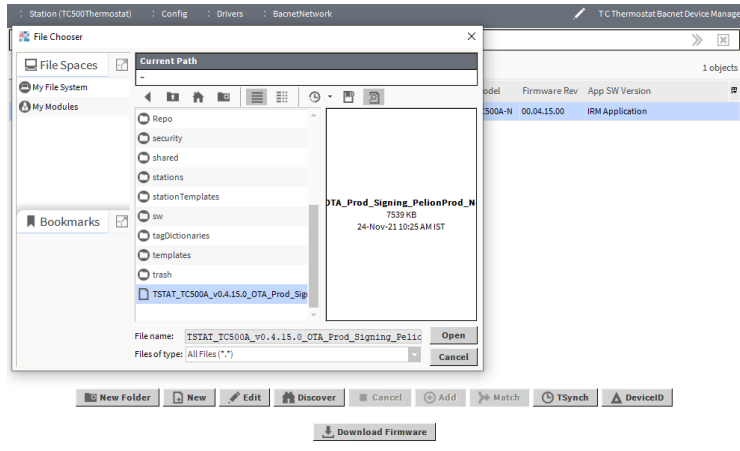 : Station (TC500Thermostat) : Config : Drivers : BacnetNetwork TC Thermostat Bacnet Device Manage
File Chooser
File Spaces
My File System
My Modules
Bookmarks
Current Path
~
Repo
security
shared
stations
stationTemplates
sw
tagDictionaries
templates
trash
TSTAT_TC500A_v0.4.15.0_OTA_Prod_Sig
OTA_Prod_Signing_PelionProd_N
7539 KB
24-Nov-21 10:25 AM IST
File name: TSTAT_TC500A_v0.4.15.0_OTA_Prod_Signing_Pelic Open
Files of type: All Files (*.*) Cancel
1 objects
odel Firmware Rev App SW Version
500A-N 00.04.15.00 IRM Application
New Folder New Edit Discover Cancel Add Match TSynch DeviceID
Download Firmware